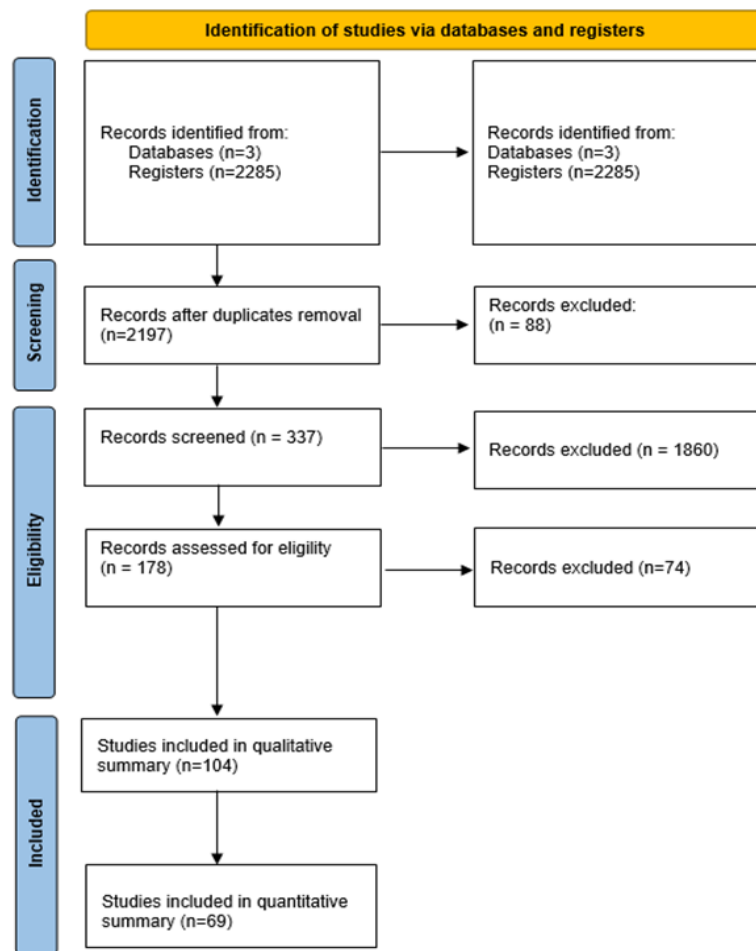 Identification of studies via databases and registers
Identification
Records identified from:
Databases (n=3)
Registers (n=2285)
Records identified from:
Databases (n=3)
Registers (n=2285)
Screening
Records after duplicates removal
(n=2197)
Records excluded:
(n = 88)
Eligibility
Records screened (n = 337)
Records excluded (n = 1860)
Records assessed for eligility
(n = 178)
Records excluded (n=74)
Included
Studies included in qualitative
summary (n=104)
Studies included in quantitative
summary (n=69)